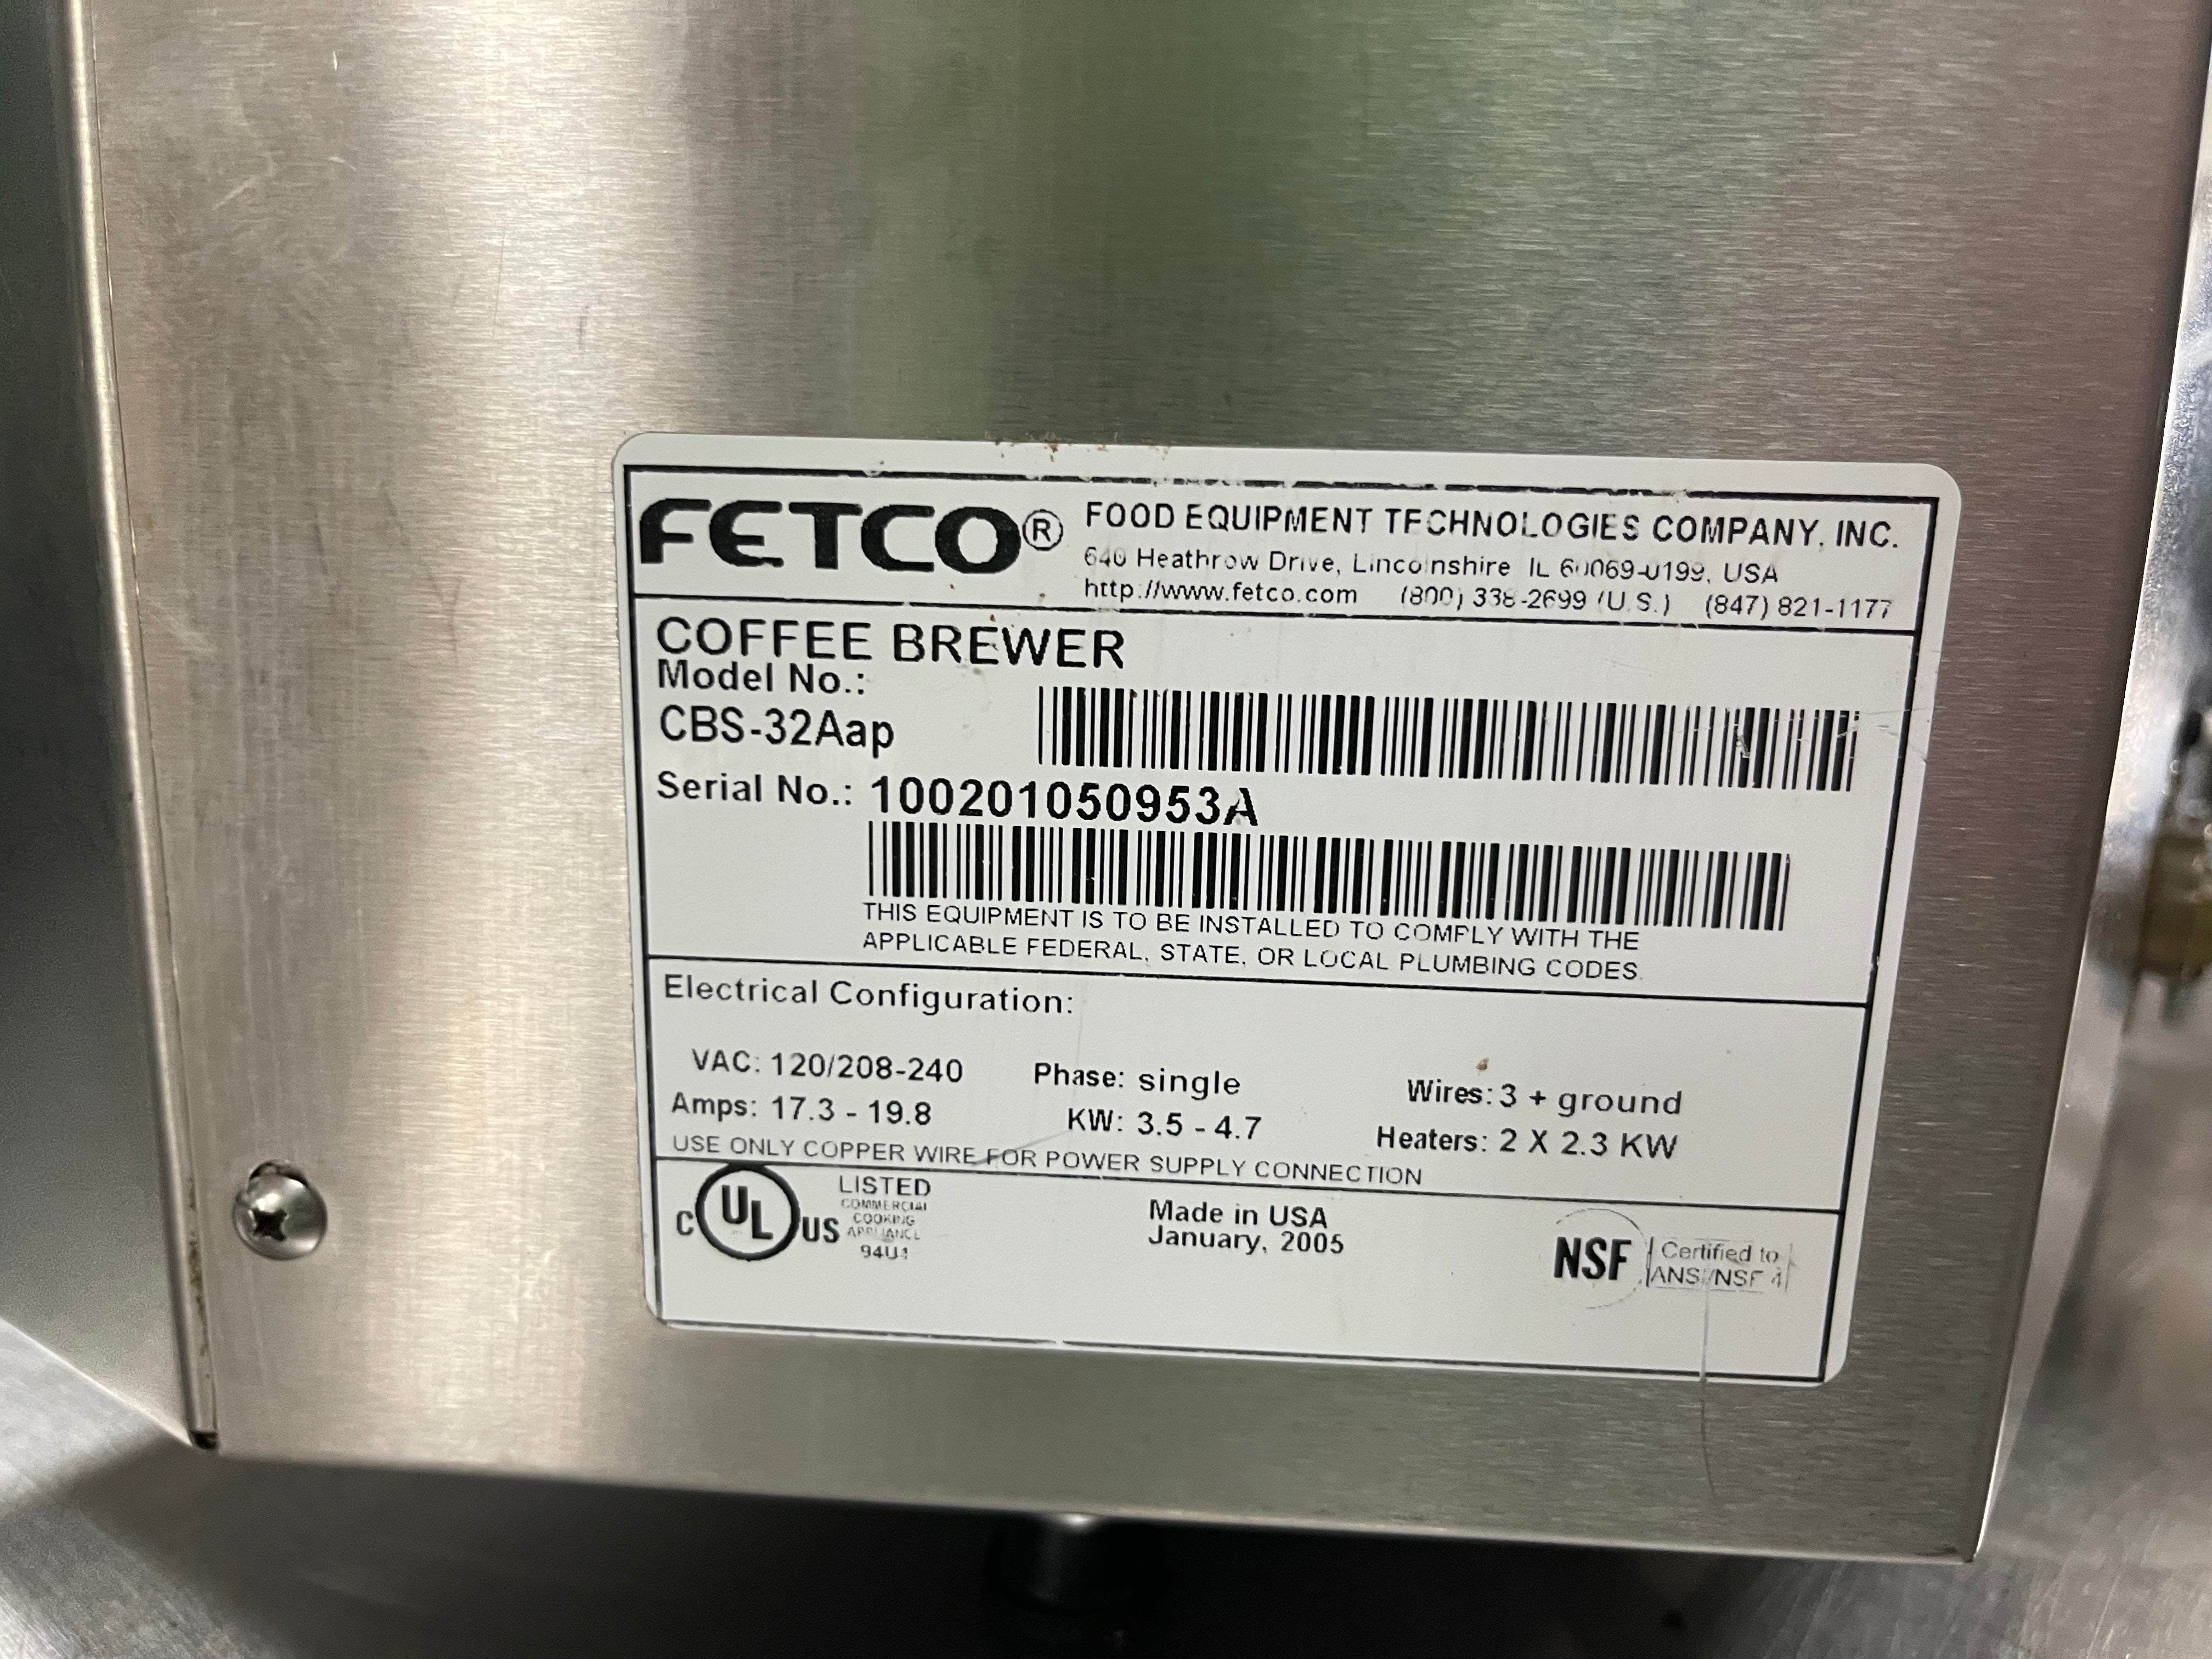 FETCO® FOOD EQUIPMENT TECHNOLOGIES COMPANY, INC.
640 Heathrow Drive, Lincolnshire IL 60069-0199, USA
http://www.fetco.com (800) 338-2699 (U.S.) (847) 821-1177
COFFEE BREWER
Model No.:
CBS-32Aap
Serial No.: 100201050953A
THIS EQUIPMENT IS TO BE INSTALLED TO COMPLY WITH THE
APPLICABLE FEDERAL, STATE, OR LOCAL PLUMBING CODES.
Electrical Configuration:
VAC: 120/208-240 Phase: single Wires: 3 + ground
Amps: 17.3 - 19.8 KW: 3.5 - 4.7 Heaters: 2 X 2.3 KW
USE ONLY COPPER WIRE FOR POWER SUPPLY CONNECTION
C UL US LISTED
COMMERCIAL
COOKING
APPLIANCE
Made in USA
January, 2005
NSF Certified to
ANSI/NSF 4